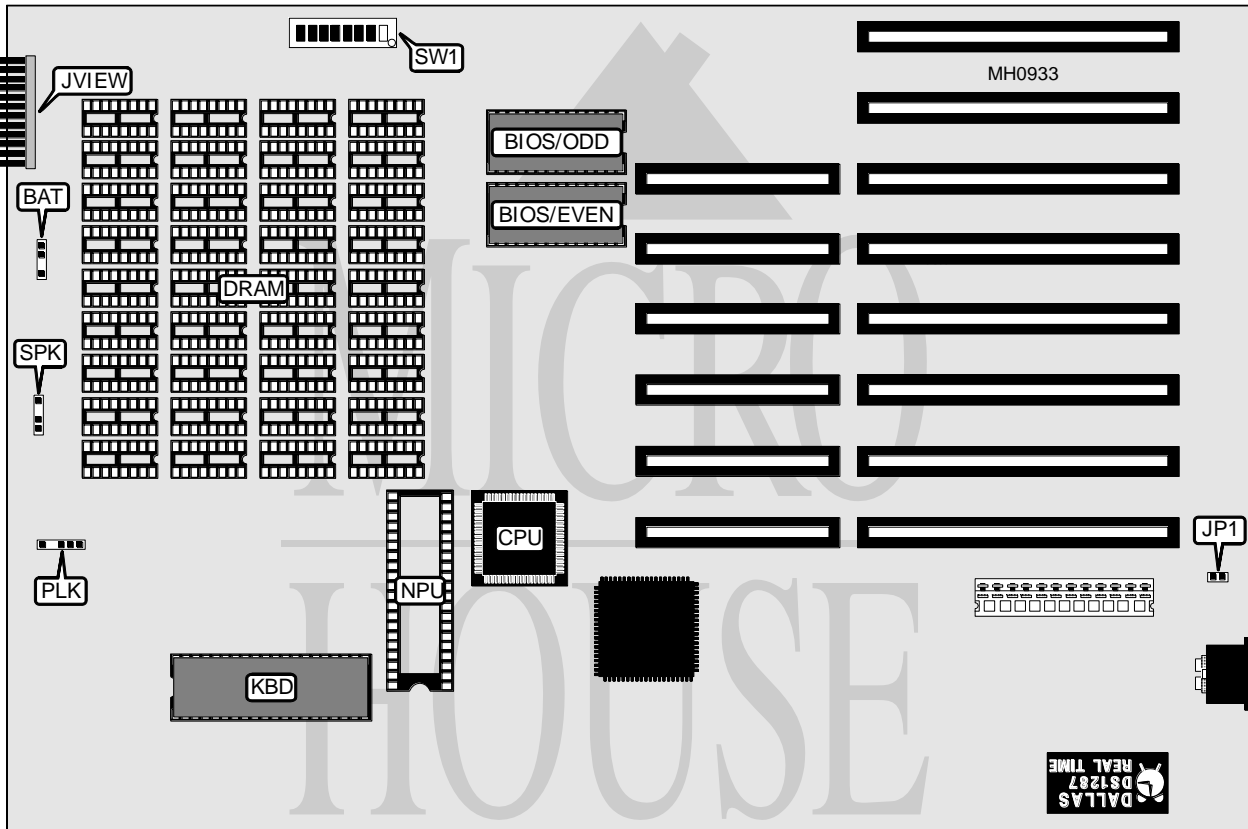 SW1
JVIEW
MH0933
BIOS/ODD
BAT
BIOS/EVEN
DRAM
SPK
MICRO
CPU
JP1
PLK
NPU
HOUSE
KBD
DALLAS
DS1287
REAL TIME